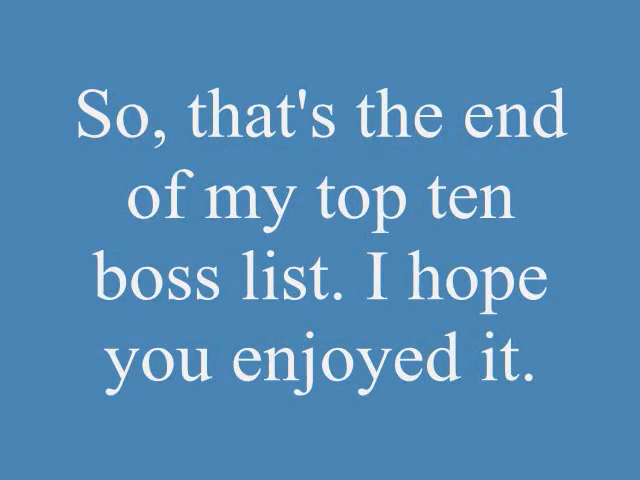 So, that's the end
of my top ten
boss list. I hope
you enjoyed it.